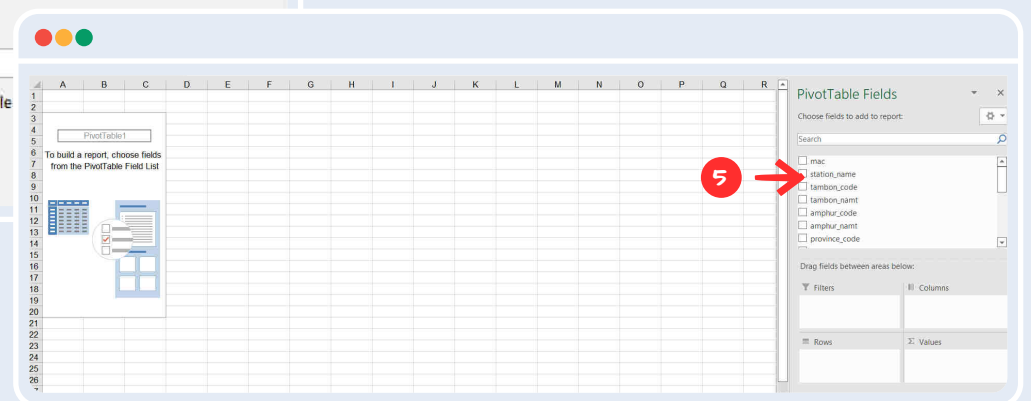 le
A B C D E F G H I J K L M N O P Q R
1
2
3
4
5
6
7
8
9
10
11
12
13
14
15
16
17
18
19
20
21
22
23
24
25
26
PivotTable1
To build a report, choose fields
from the PivotTable Field List
5
PivotTable Fields
Choose fields to add to report:
Search
mac
station_name
tambon_code
tambon_namt
amphur_code
amphur_namt
province_code
Drag fields between areas below:
Filters
Columns
Rows
Σ Values